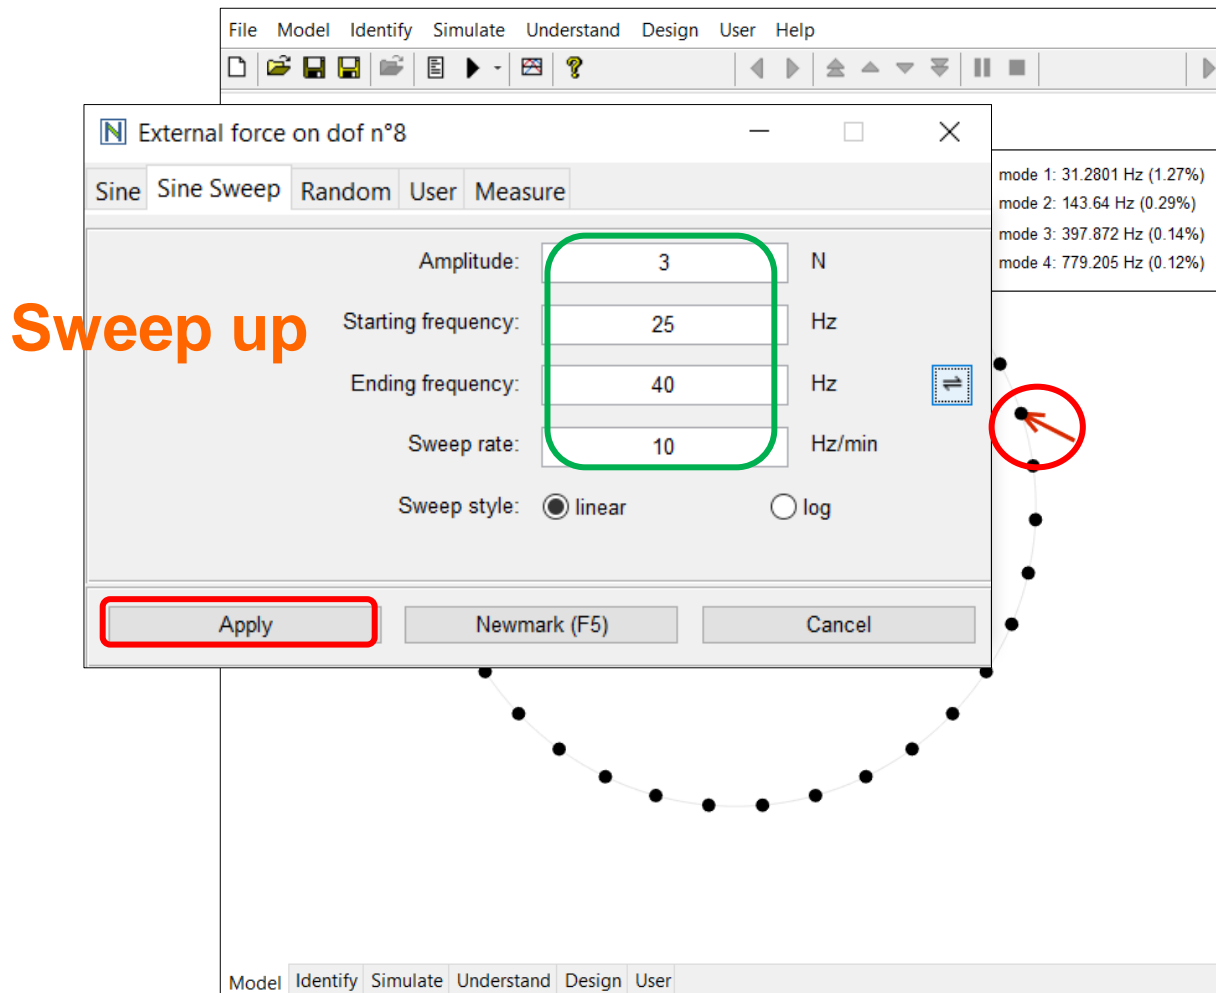 File Model Identify Simulate Understand Design User Help
External force on dof n°8
Sine Sine Sweep Random User Measure
mode 1: 31.2801 Hz (1.27%)
mode 2: 143.64 Hz (0.29%)
mode 3: 397.872 Hz (0.14%)
mode 4: 779.205 Hz (0.12%)
Amplitude: 3 N
Sweep up
Starting frequency: 25 Hz
Ending frequency: 40 Hz
Sweep rate: 10 Hz/min
Sweep style: linear log
Apply Newmark (F5) Cancel
Model Identify Simulate Understand Design User